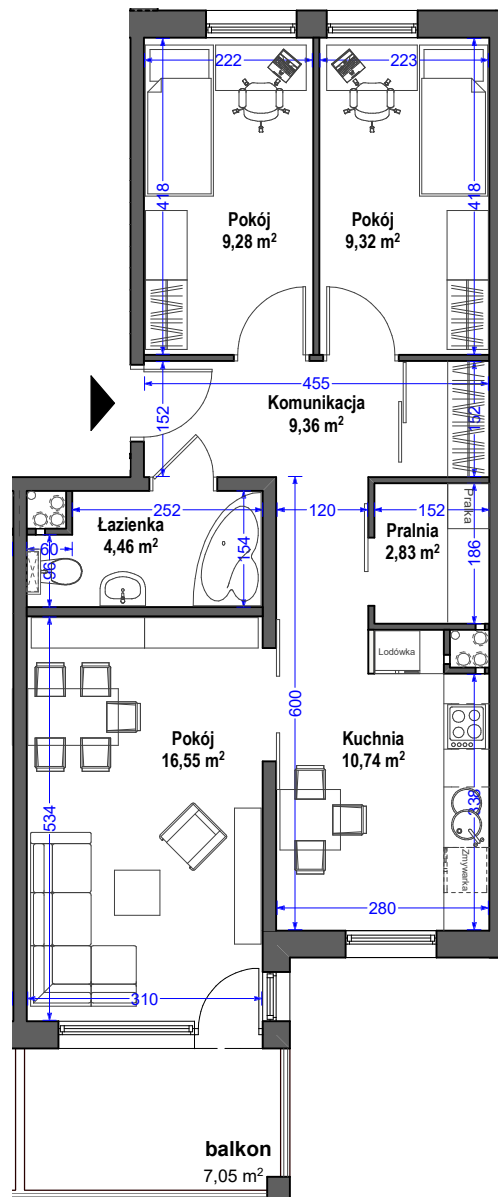 222
223
418
418
Pokój
9,28 m²
Pokój
9,32 m²
455
152
152
Komunikacja
9,36 m²
252
120
152
Pralka
Łazienka
4,46 m²
154
60
96
Pralnia
2,83 m²
186
Lodówka
600
Pokój
16,55 m²
Kuchnia
10,74 m²
534
338
Zmywarka
280
310
balkon
7,05 m²